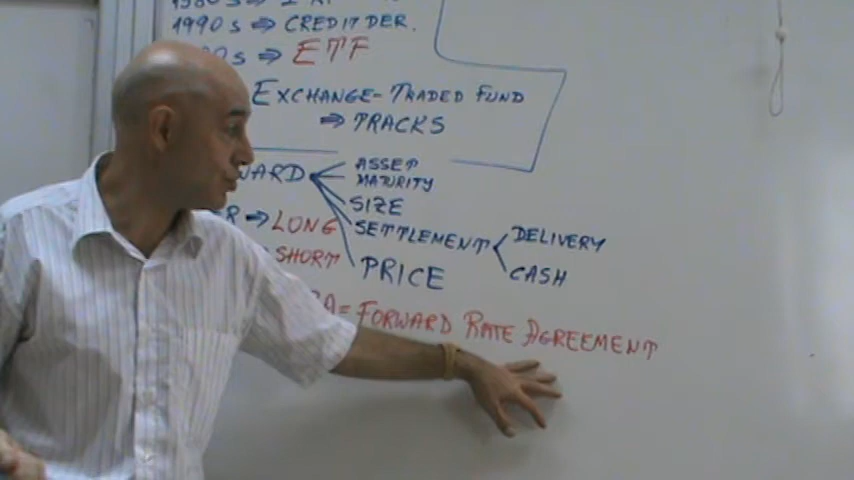 1990s ⇒ CREDIT DER.
⇒ ETF
EXCHANGE-TRADED FUND
⇒ TRACKS
ASSET
MATURITY
SIZE
→ LONG
SETTLEMENT
DELIVERY
SHORT
CASH
PRICE
= FORWARD RATE AGREEMENT